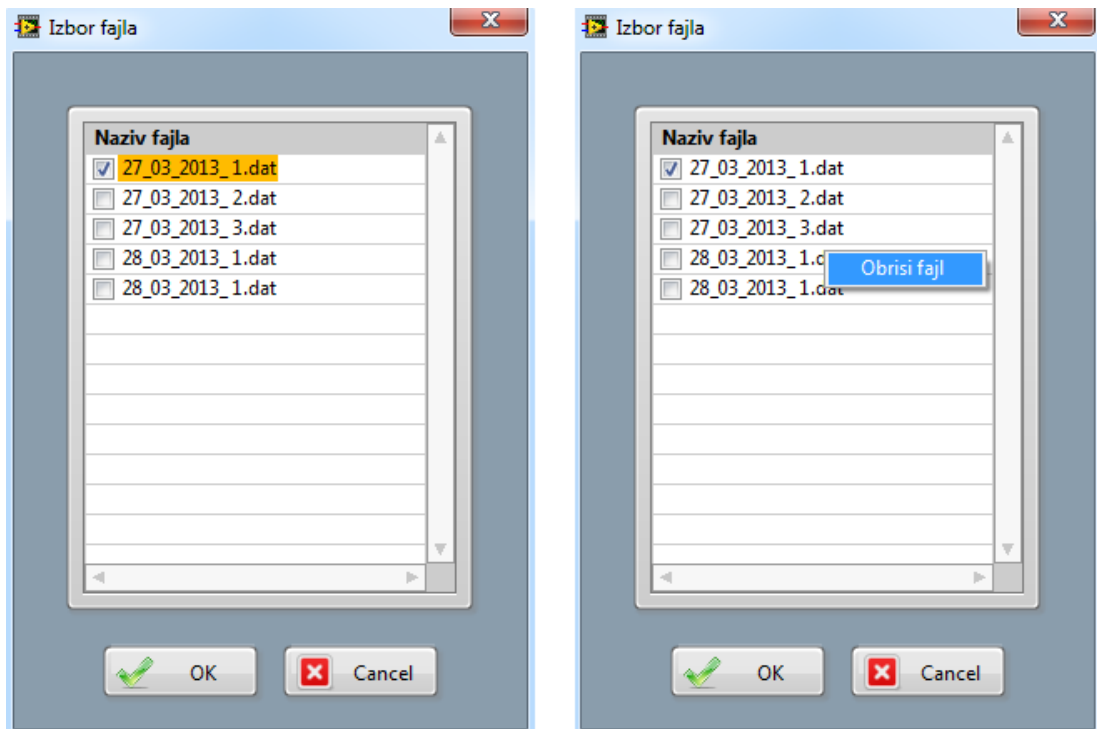 Izbor fajla
Naziv fajla
27_03_2013_ 1.dat
27_03_2013_ 2.dat
27_03_2013_ 3.dat
28_03_2013_ 1.dat
28_03_2013_ 1.dat
OK
Cancel
Izbor fajla
Naziv fajla
27_03_2013_ 1.dat
27_03_2013_ 2.dat
27_03_2013_ 3.dat
28_03_2013_ 1.d
Obrisi fajl
28_03_2013_ 1.dat
OK
Cancel